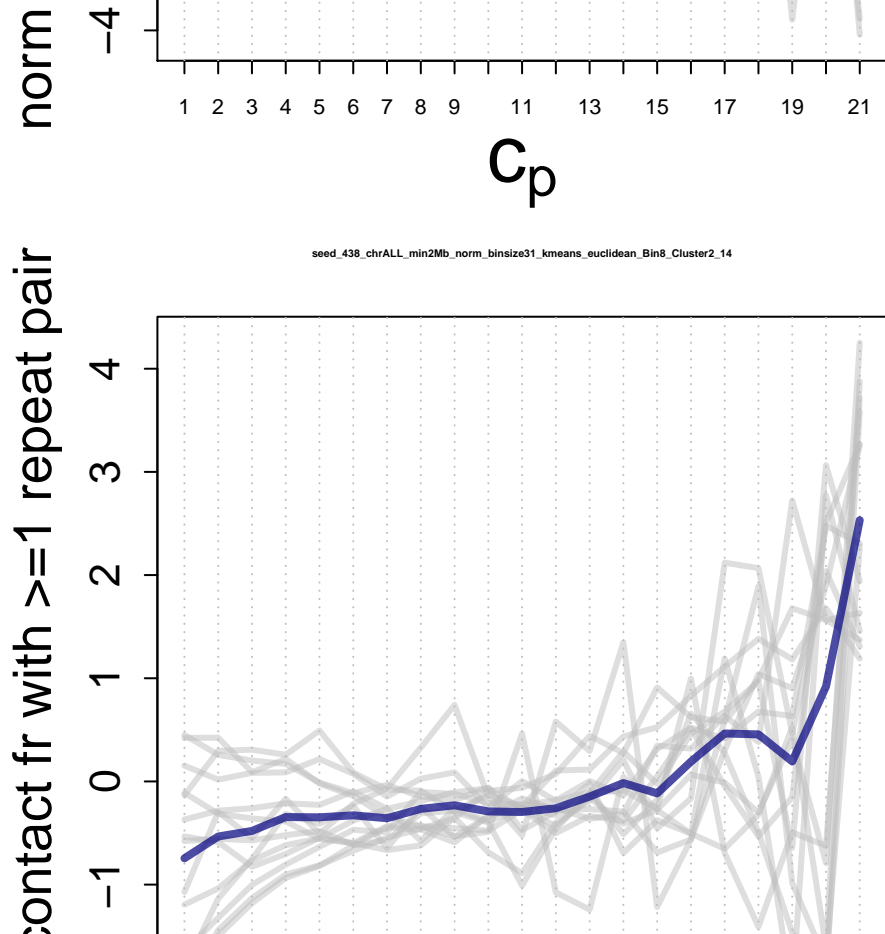 norm
−4
1 2 3 4 5 6 7 8 9 11 13 15 17 19 21
Cp
seed_438_chrALL_min2Mb_norm_binsize31_kmeans_euclidean_Bin8_Cluster2_14
contact fr with >=1 repeat pair
4
3
2
1
0
−1